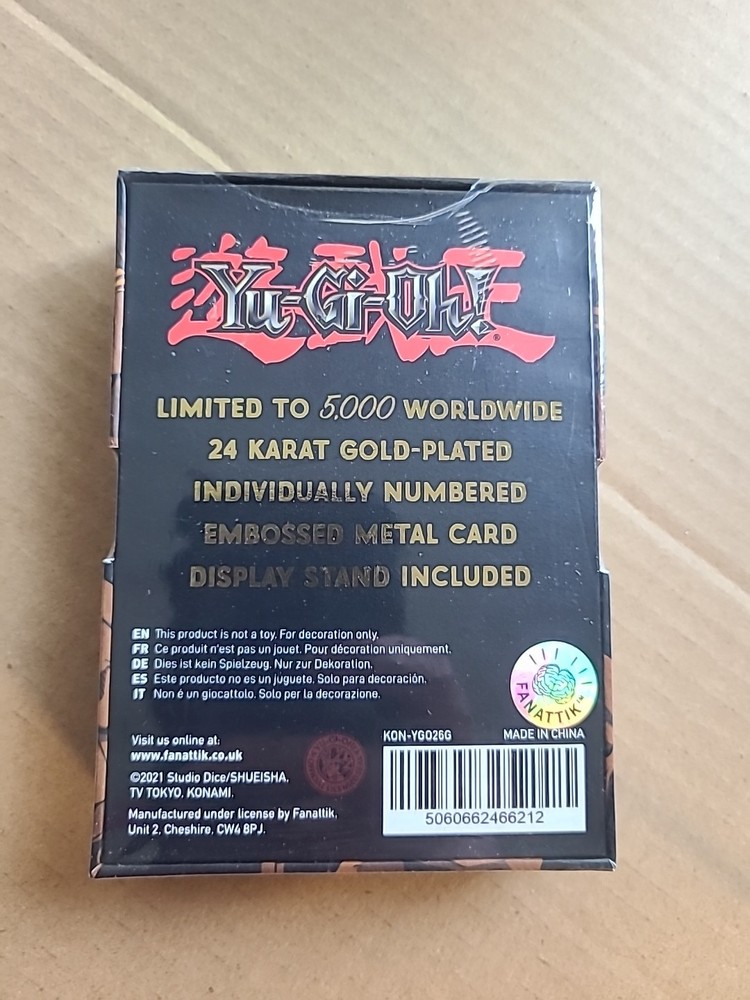 遊戯王
Yu-Gi-Oh!®
LIMITED TO 5,000 WORLDWIDE
24 KARAT GOLD-PLATED
INDIVIDUALLY NUMBERED
EMBOSSED METAL CARD
DISPLAY STAND INCLUDED
EN This product is not a toy. For decoration only.
FR Ce produit n'est pas un jouet. Pour décoration uniquement.
DE Dies ist kein Spielzeug. Nur zur Dekoration.
ES Este producto no es un juguete. Solo para decoración.
IT Non é un giocattolo. Solo per la decorazione.
FANATTIK™
Visit us online at:
www.fanattik.co.uk
©2021 Studio Dice/SHUEISHA,
TV TOKYO, KONAMI.
Manufactured under license by Fanattik,
Unit 2, Cheshire, CW4 8PJ.
KON-YGO26G MADE IN CHINA
5060662466212